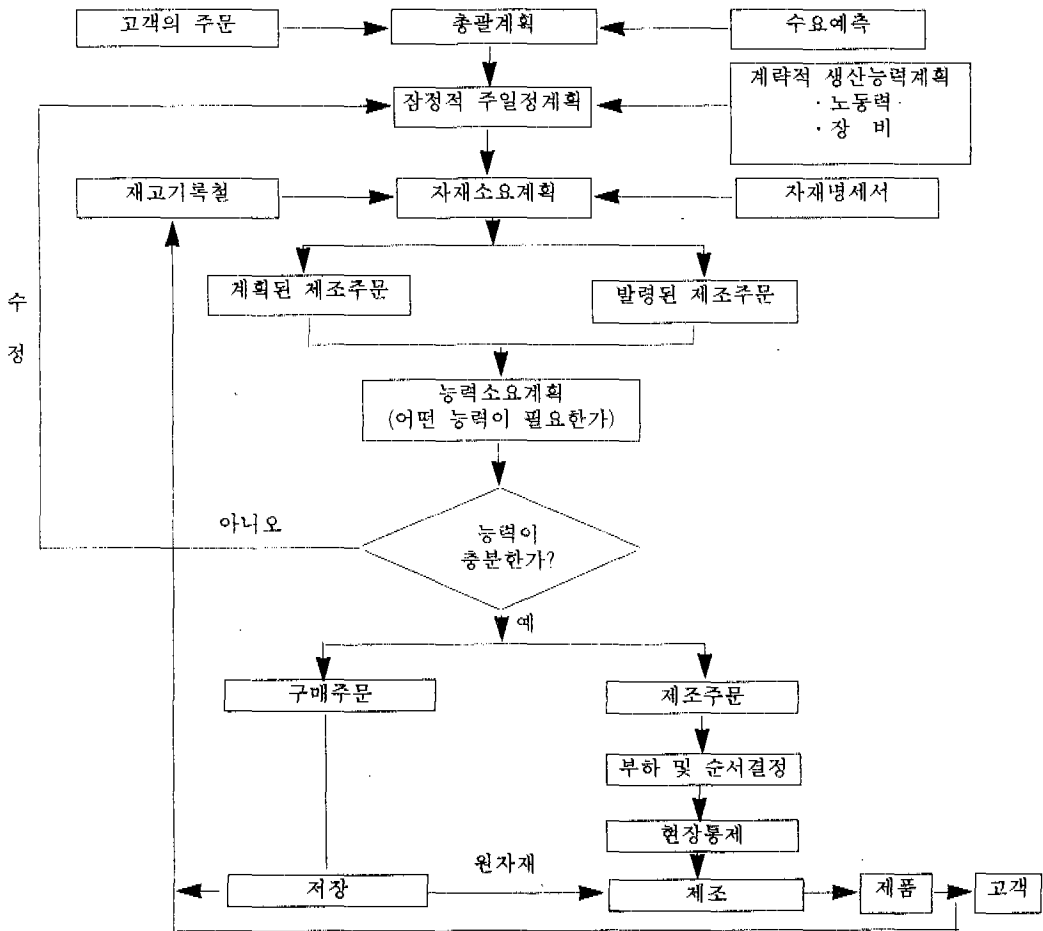 고객의 주문
총괄계획
수요예측
계략적 생산능력계획
· 노동력
· 장 비
잠정적 주일정계획
재고기록철
자재소요계획
자재명세서
계획된 제조주문
발령된 제조주문
수
정
능력소요계획
(어떤 능력이 필요한가)
아니오
능력이
충분한가?
예
구매주문
제조주문
부하 및 순서결정
현장통제
원자재
저장
제조
제품
고객